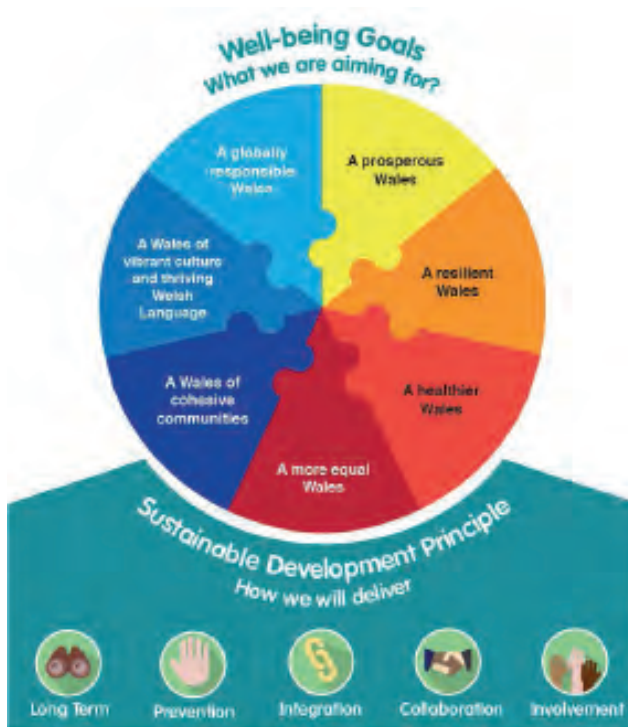 Well-being Goals
What we are aiming for?
A globally
responsible
Wales
A prosperous
Wales
A Wales of
vibrant culture
and thriving
Welsh
Language
A resilient
Wales
A Wales of
cohesive
communities
A healthier
Wales
A more equal
Wales
Sustainable Development Principle
How we will deliver
Long Term
Prevention
Integration
Collaboration
Involvement